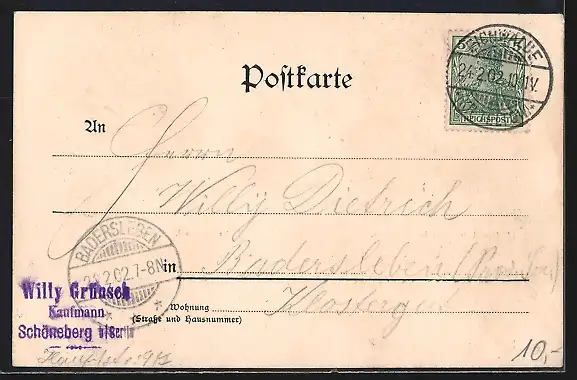 Postkarte
REICHSPOST
24.2.02.10-11V.
An Herrn
Willy Dietrich
in Badersleben
Klostergut
Wohnung
(Straße und Hausnummer)
BADERSLEBEN
24.2.02.7-8N.
Willy Grunsch
Kaufmann
Schöneberg b/Berlin
10,-